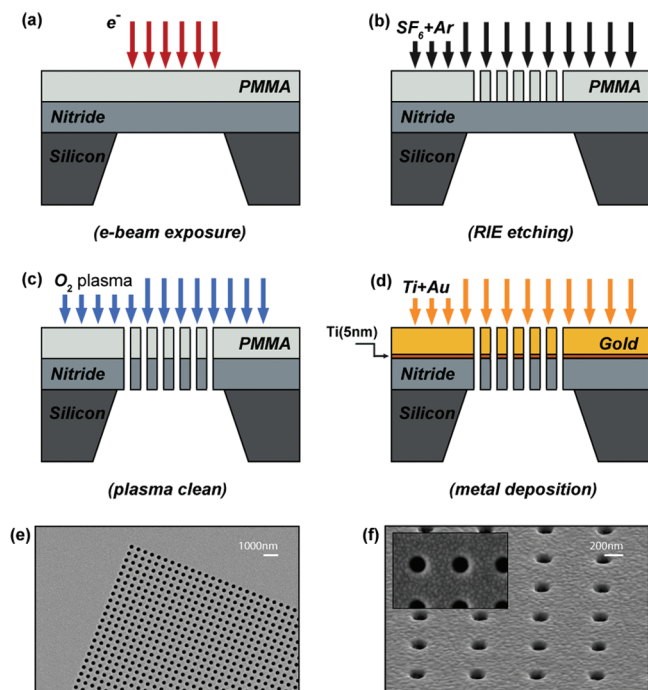 (a)
e-
PMMA
Nitride
Silicon
(e-beam exposure)
(b)
SF6+Ar
PMMA
Nitride
Silicon
(RIE etching)
(c)
O2 plasma
PMMA
Nitride
Silicon
(plasma clean)
(d)
Ti+Au
Ti(5nm)
Gold
Nitride
Silicon
(metal deposition)
(e)
1000nm
(f)
200nm